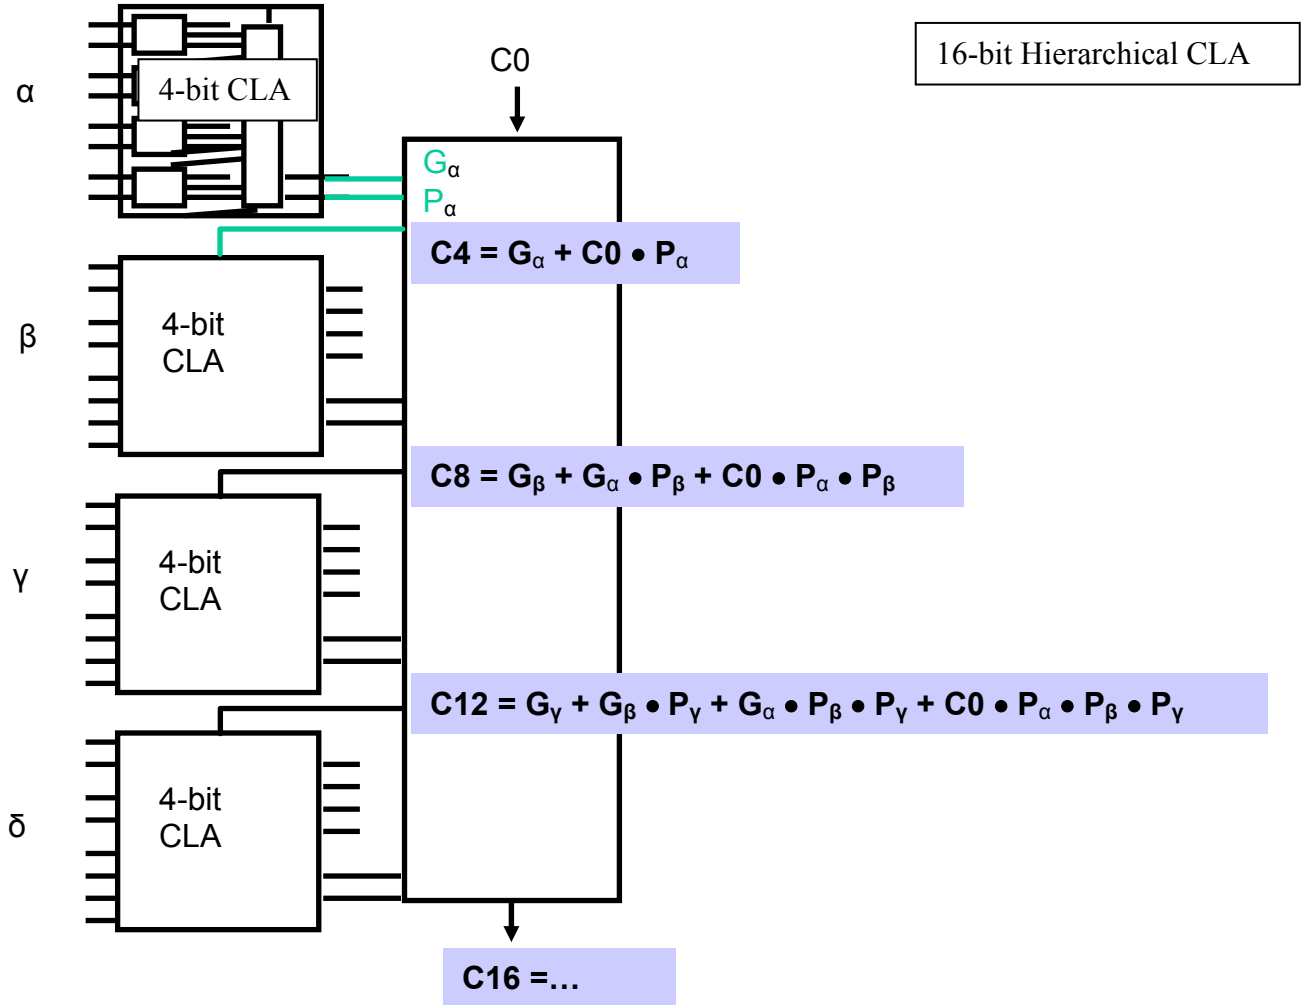 16-bit Hierarchical CLA
C0
α
4-bit CLA
Gα
Pα
C4 = Gα + C0 • Pα
β
4-bit
CLA
C8 = Gβ + Gα • Pβ + C0 • Pα • Pβ
γ
4-bit
CLA
C12 = Gγ + Gβ • Pγ + Gα • Pβ • Pγ + C0 • Pα • Pβ • Pγ
δ
4-bit
CLA
C16 =...